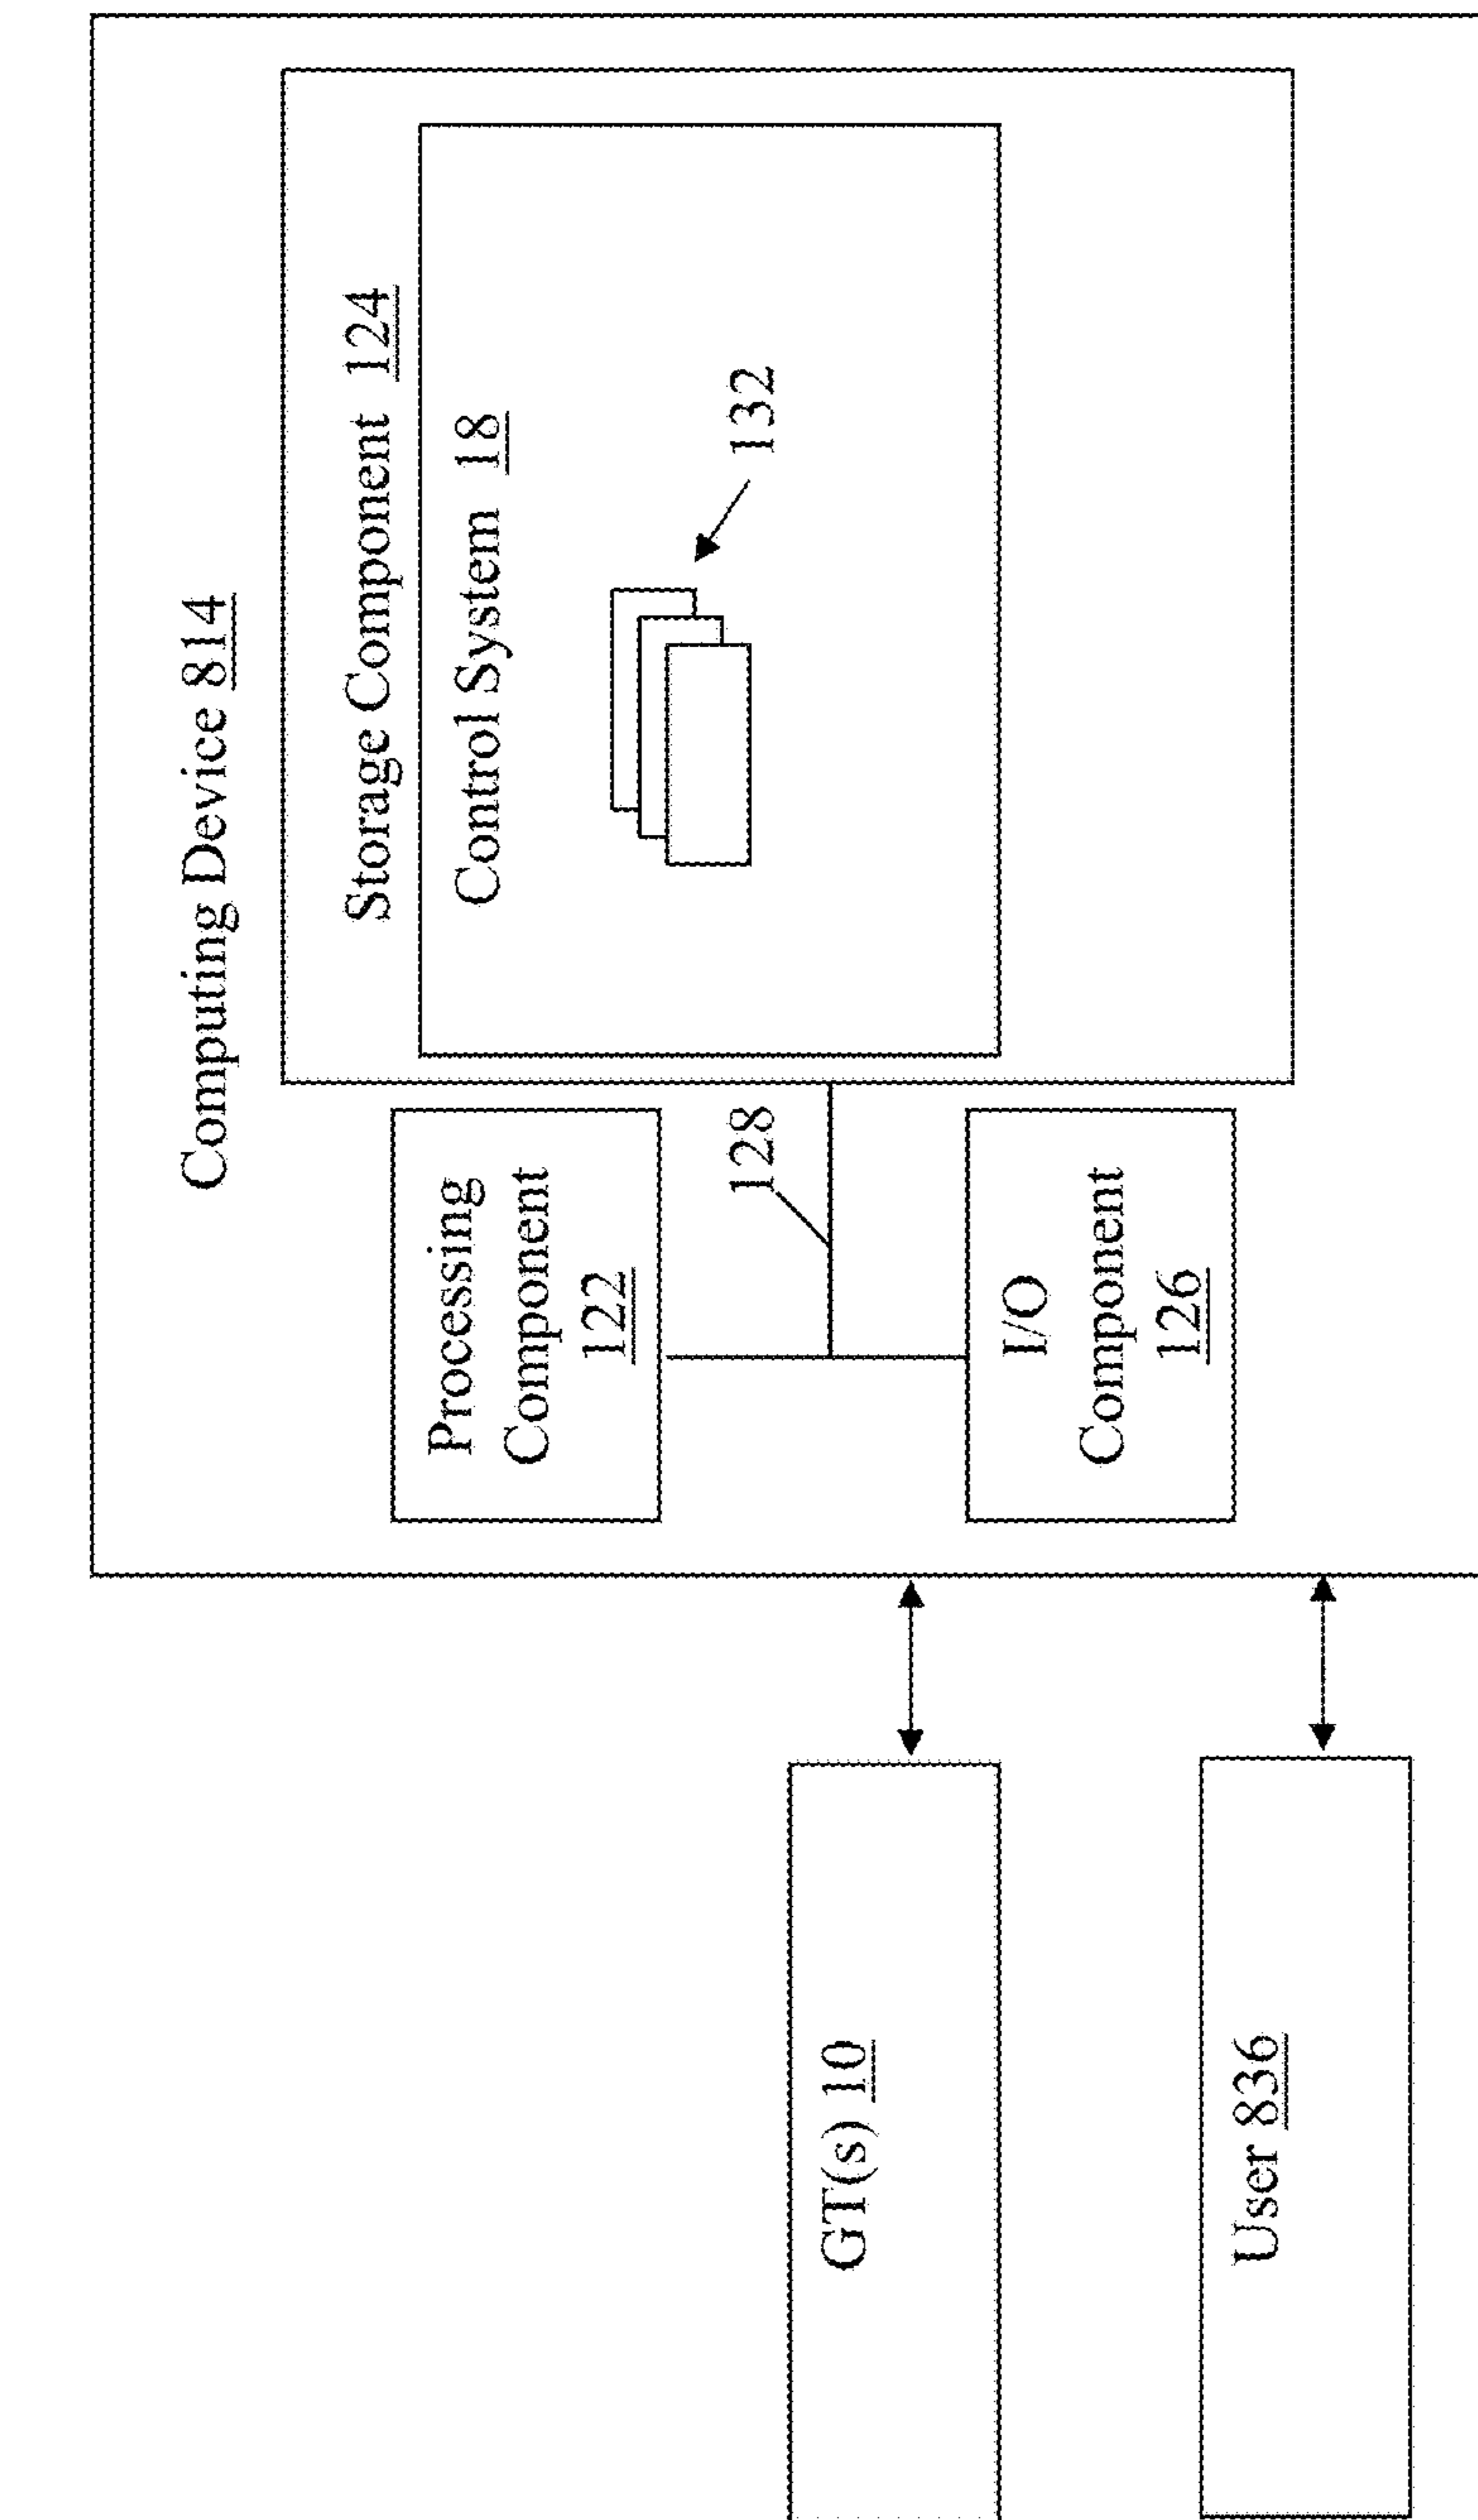 Computing Device 814
Storage Component 124
Control System 18
132
Processing
Component
122
128
I/O
Component
126
GT(s) 10
User 836